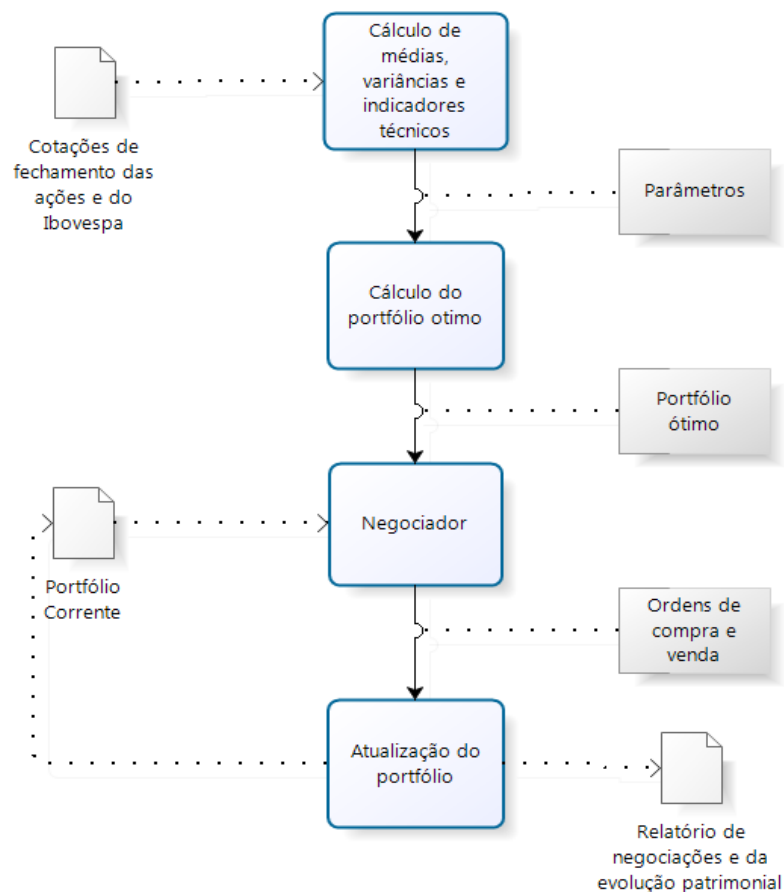 Cálculo de
médias,
variâncias e
indicadores
técnicos
Cotações de
fechamento das
ações e do
Ibovespa
Parâmetros
Cálculo do
portfólio otimo
Portfólio
ótimo
Negociador
Portfólio
Corrente
Ordens de
compra e
venda
Atualização do
portfólio
Relatório de
negociações e da
evolução patrimonial